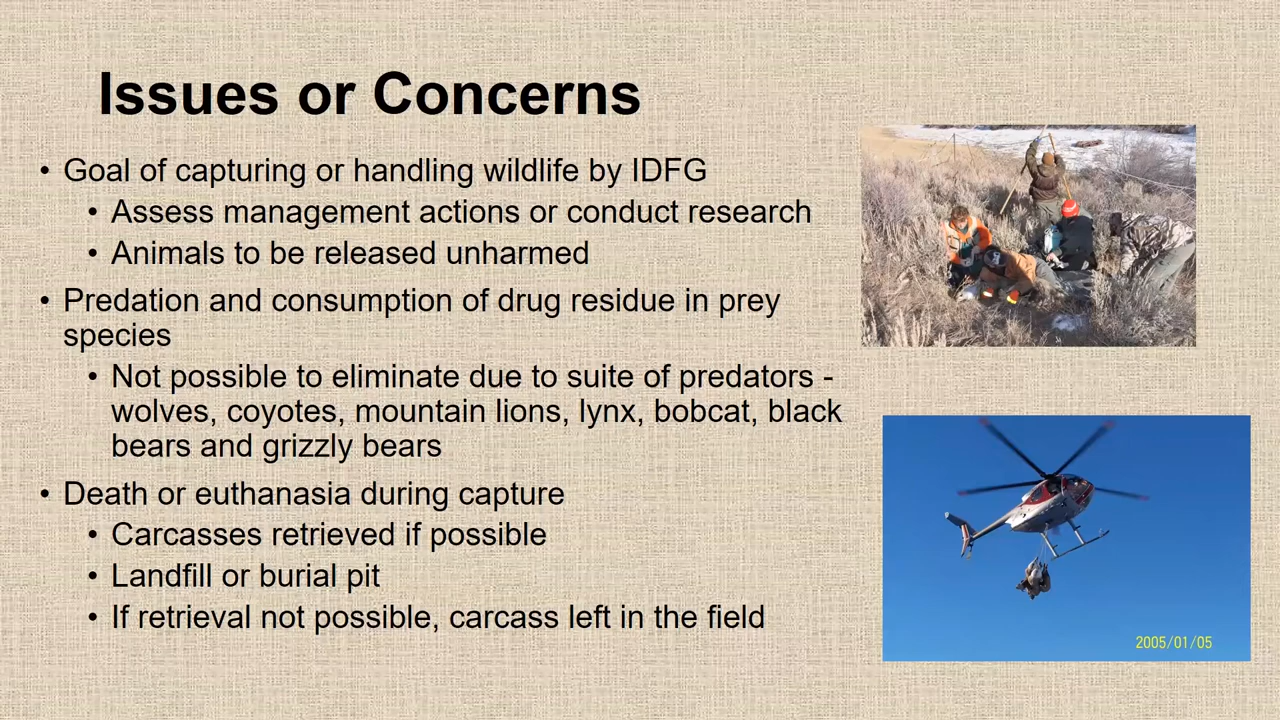 Issues or Concerns
• Goal of capturing or handling wildlife by IDFG
• Assess management actions or conduct research
• Animals to be released unharmed
• Predation and consumption of drug residue in prey
species
• Not possible to eliminate due to suite of predators -
wolves, coyotes, mountain lions, lynx, bobcat, black
bears and grizzly bears
• Death or euthanasia during capture
• Carcasses retrieved if possible
• Landfill or burial pit
• If retrieval not possible, carcass left in the field
2005/01/05